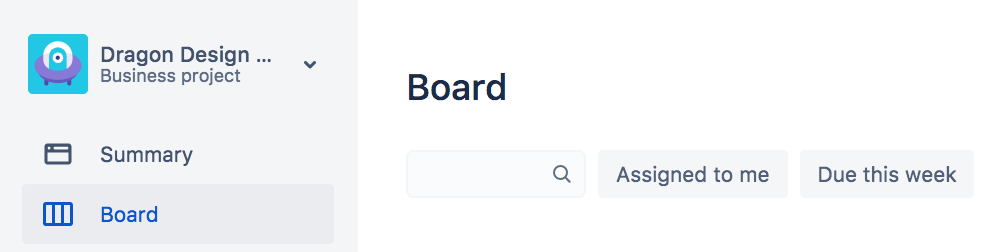 Dragon Design ...
Business project
Summary
Board
Board
Assigned to me
Due this week